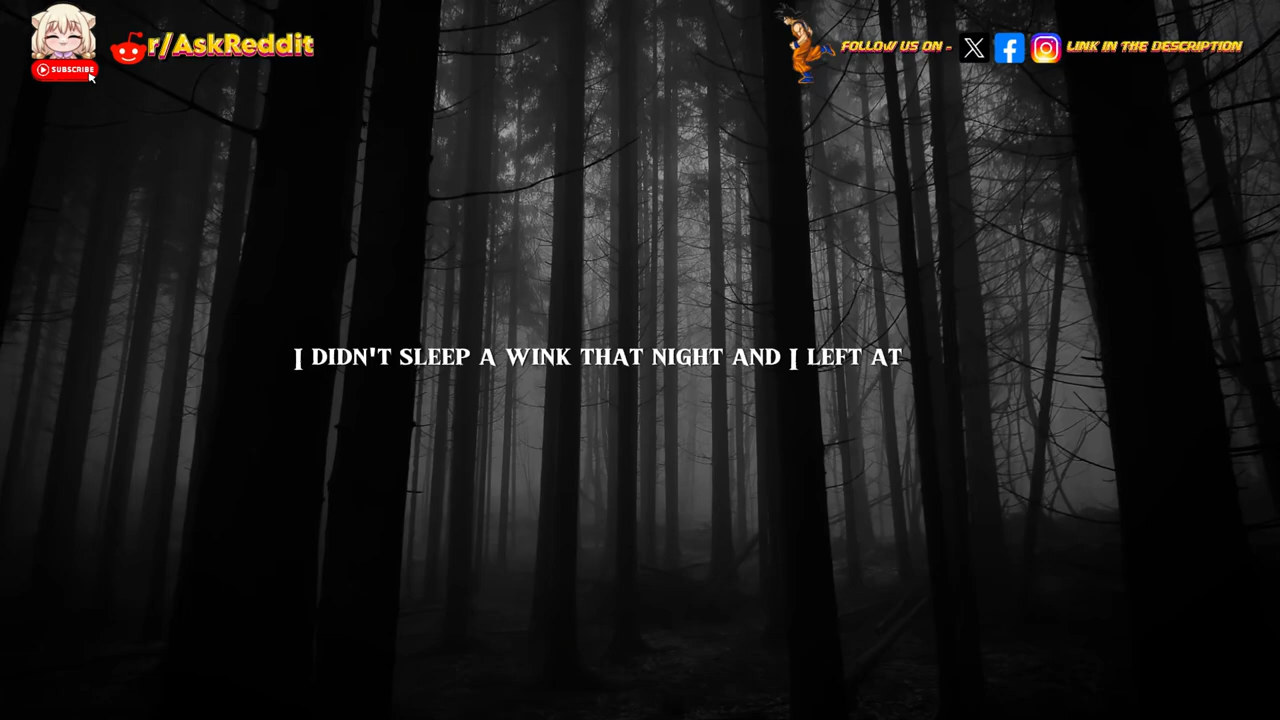 r/AskReddit
SUBSCRIBE
FOLLOW US ON -
LINK IN THE DESCRIPTION
I DIDN'T SLEEP A WINK THAT NIGHT AND I LEFT AT